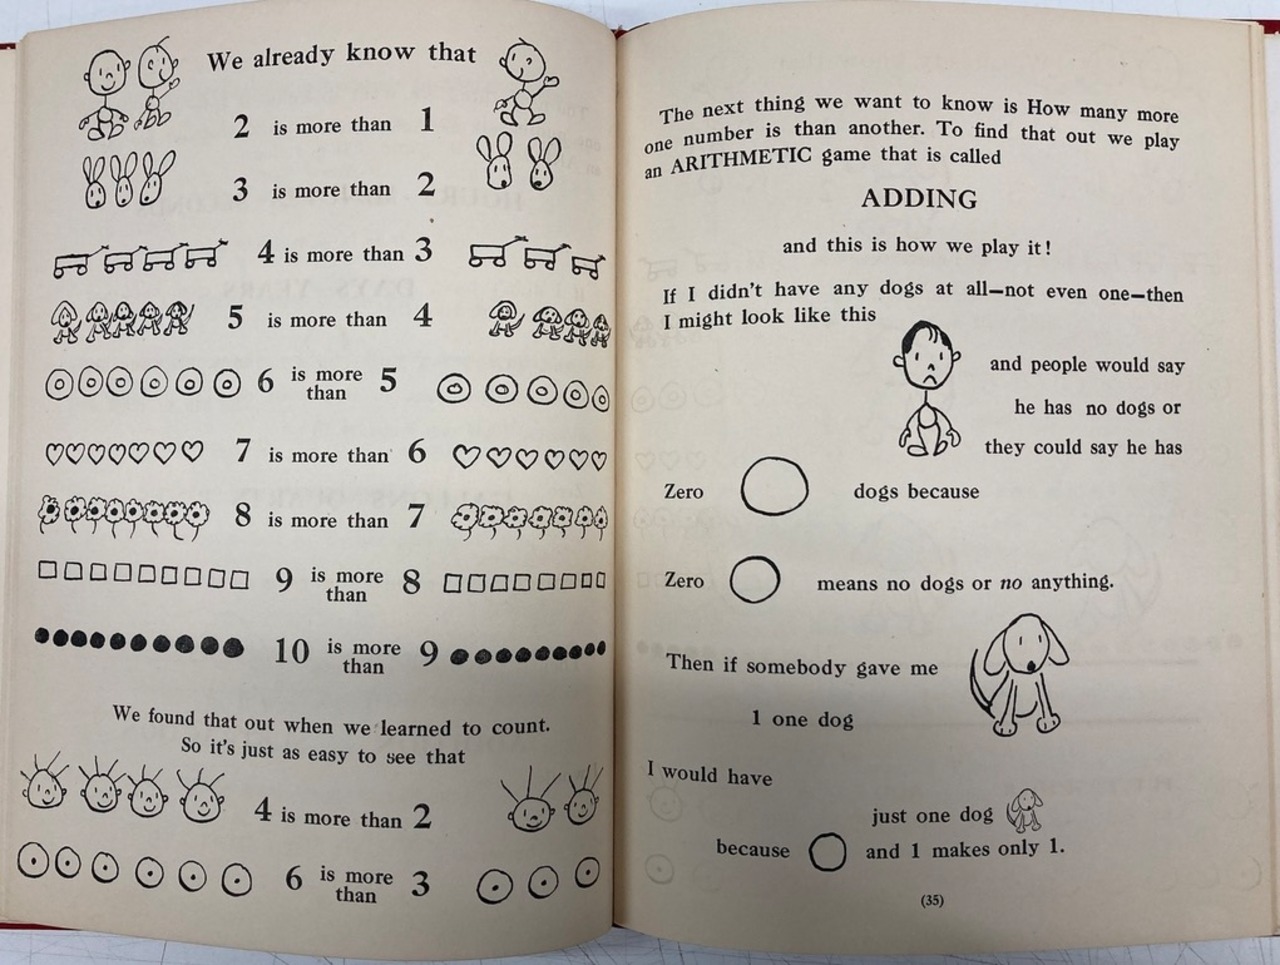 We already know that
2 is more than 1
3 is more than 2
4 is more than 3
5 is more than 4
6 is more than 5
7 is more than 6
8 is more than 7
9 is more than 8
10 is more than 9
We found that out when we learned to count.
So it's just as easy to see that
4 is more than 2
6 is more than 3
The next thing we want to know is How many more
one number is than another. To find that out we play
an ARITHMETIC game that is called
ADDING
and this is how we play it!
If I didn't have any dogs at all—not even one—then
I might look like this
and people would say
he has no dogs or
they could say he has
Zero dogs because
Zero means no dogs or no anything.
Then if somebody gave me
1 one dog
I would have
just one dog
because and 1 makes only 1.
(35)